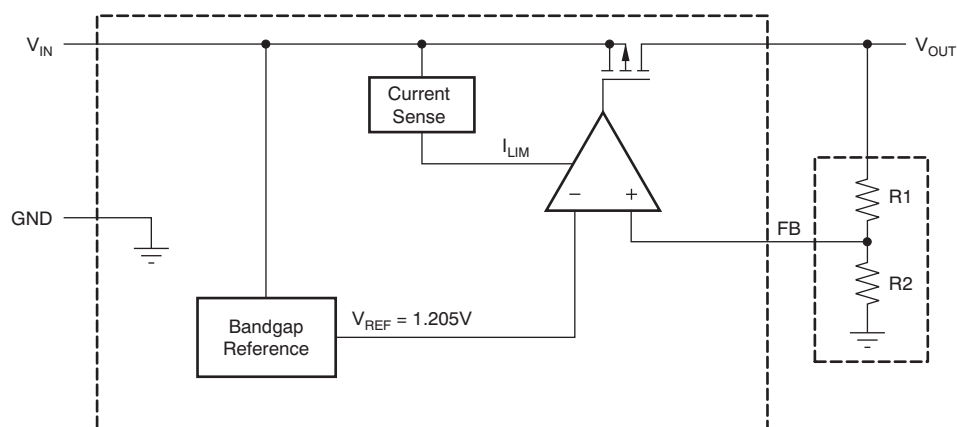 V_IN
V_OUT
Current
Sense
I_LIM
−
+
R1
GND
FB
R2
V_REF = 1.205V
Bandgap
Reference